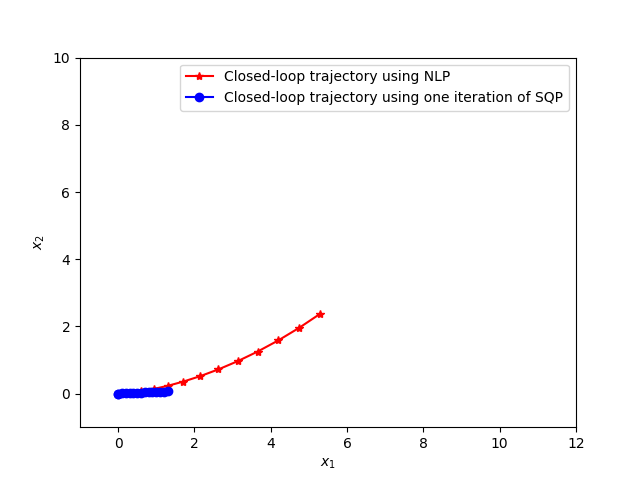 10
Closed-loop trajectory using NLP
Closed-loop trajectory using one iteration of SQP
8
6
4
2
0
x₂
0 2 4 6 8 10 12
x₁